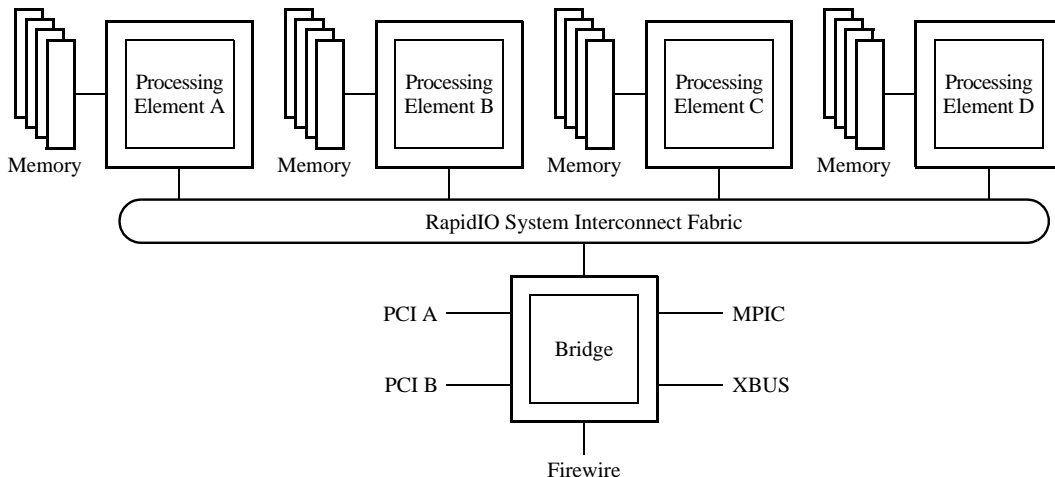 Processing
Element A
Processing
Element B
Processing
Element C
Processing
Element D
Memory
Memory
Memory
Memory
RapidIO System Interconnect Fabric
PCI A
MPIC
Bridge
PCI B
XBUS
Firewire